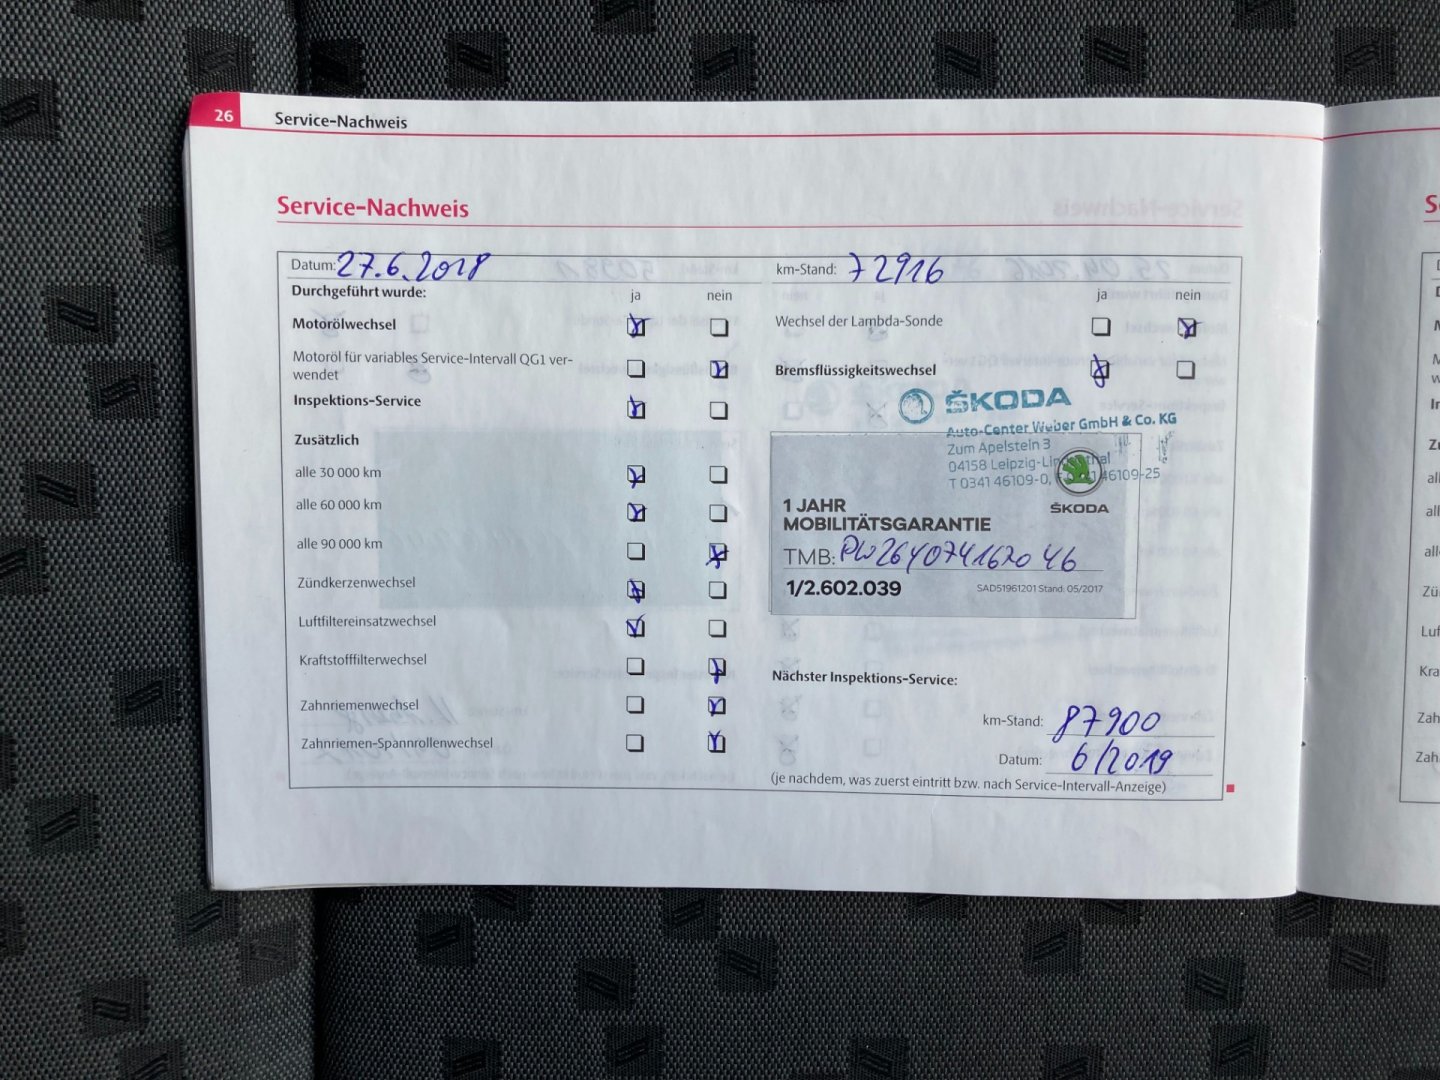 26 Service-Nachweis
Service-Nachweis
S
Datum: 27.6.2018
km-Stand: 72916
Durchgeführt wurde:
ja nein
ja nein
Motorölwechsel
Wechsel der Lambda-Sonde
Motoröl für variables Service-Intervall QG1 ver-
wendet
Bremsflüssigkeitswechsel
Inspektions-Service
Zusätzlich
alle 30 000 km
alle 60 000 km
alle 90 000 km
Zündkerzenwechsel
Luftfiltereinsatzwechsel
Kraftstofffilterwechsel
Zahnriemenwechsel
Zahnriemen-Spannrollenwechsel
ŠKODA
Auto-Center Weber GmbH & Co. KG
Zum Apelstein 3
04158 Leipzig-Lindenthal
T 0341 46109-0, 46109-25
ŠKODA
1 JAHR
MOBILITÄTSGARANTIE
TMB:
1/2.602.039
SAD51961201 Stand: 05/2017
Nächster Inspektions-Service:
km-Stand: 87900
Datum: 6/2019
(je nachdem, was zuerst eintritt bzw. nach Service-Intervall-Anzeige)